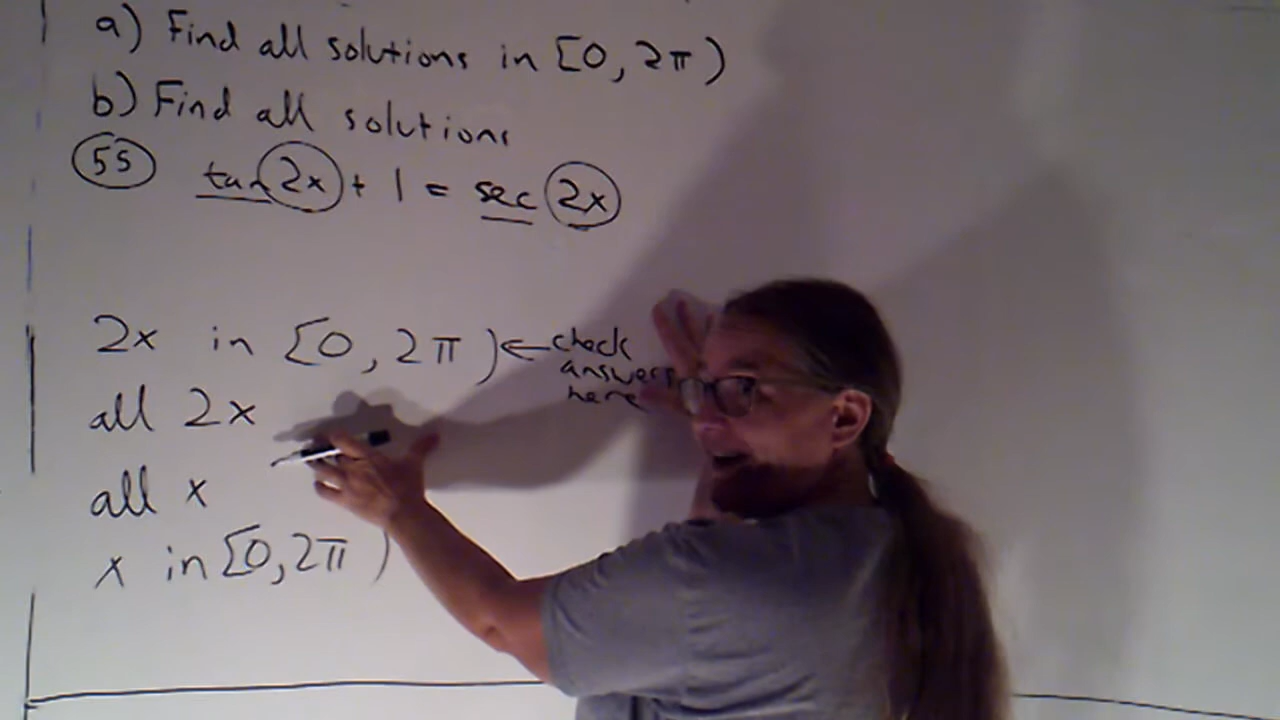 a) Find all solutions in [0, 2π)
b) Find all solutions
55 tan 2x + 1 = sec 2x
2x in [0, 2π) ← check
answers
here
all 2x
all x
x in [0, 2π)